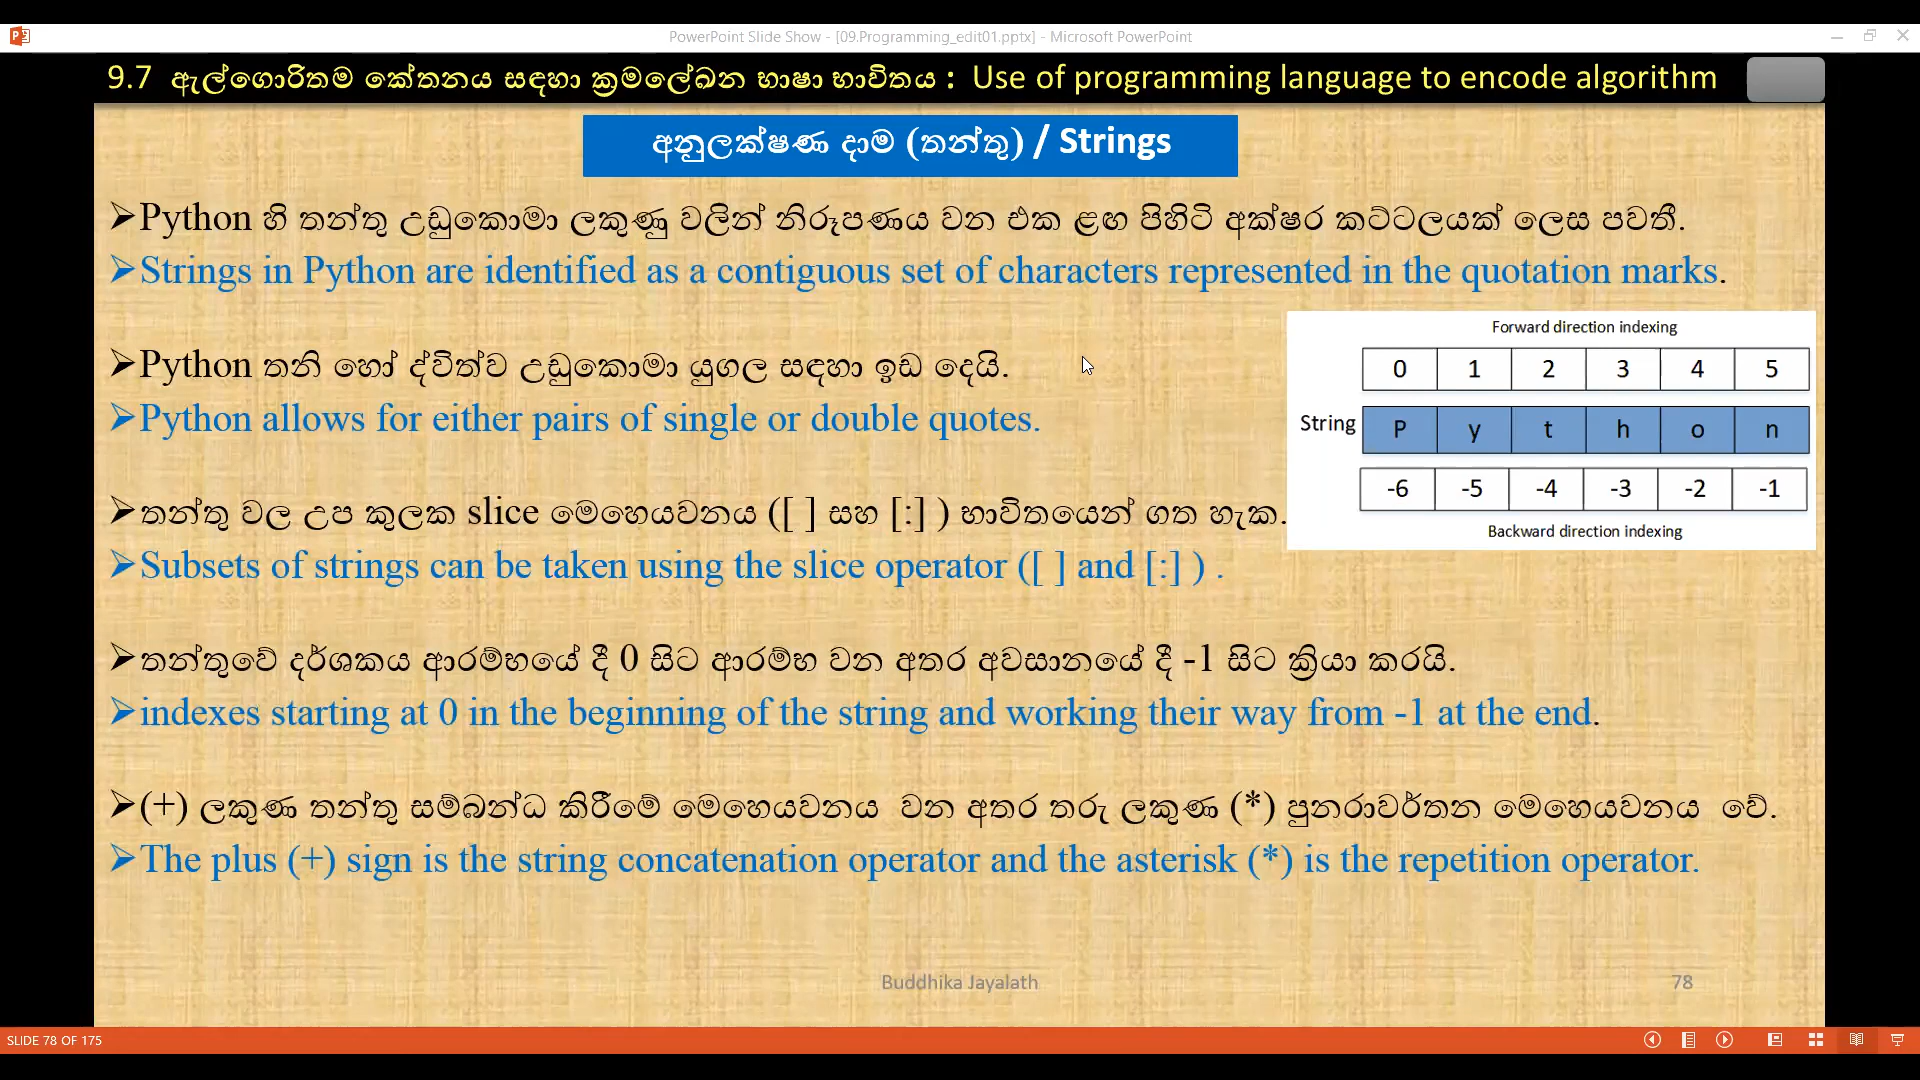 PowerPoint Slide Show - [09.Programming_edit01.pptx] - Microsoft PowerPoint
9.7 ඇල්ගොරිතම කේතනය සඳහා ක්‍රමලේඛන භාෂා භාවිතය : Use of programming language to encode algorithm
අනුලක්ෂණ දාම (තන්තු) / Strings
➢Python හි තන්තු උඩුකොමා ලකුණු වලින් නිරූපණය වන එක ළඟ පිහිටි අක්ෂර කට්ටලයක් ලෙස පවතී.
➢Strings in Python are identified as a contiguous set of characters represented in the quotation marks.
➢Python තනි හෝ ද්විත්ව උඩුකොමා යුගල සඳහා ඉඩ දෙයි.
➢Python allows for either pairs of single or double quotes.
Forward direction indexing
0 1 2 3 4 5
String P y t h o n
-6 -5 -4 -3 -2 -1
Backward direction indexing
➢තන්තු වල උප කුලක slice මෙහෙයවනය ([ ] සහ [:] ) භාවිතයෙන් ගත හැක.
➢Subsets of strings can be taken using the slice operator ([ ] and [:] ) .
➢තන්තුවේ දර්ශකය ආරම්භයේ දී 0 සිට ආරම්භ වන අතර අවසානයේ දී -1 සිට ක්‍රියා කරයි.
➢indexes starting at 0 in the beginning of the string and working their way from -1 at the end.
➢(+) ලකුණ තන්තු සම්බන්ධ කිරීමේ මෙහෙයවනය වන අතර තරු ලකුණ (*) පුනරාවර්තන මෙහෙයවනය වේ.
➢The plus (+) sign is the string concatenation operator and the asterisk (*) is the repetition operator.
Buddhika Jayalath
78
SLIDE 78 OF 175